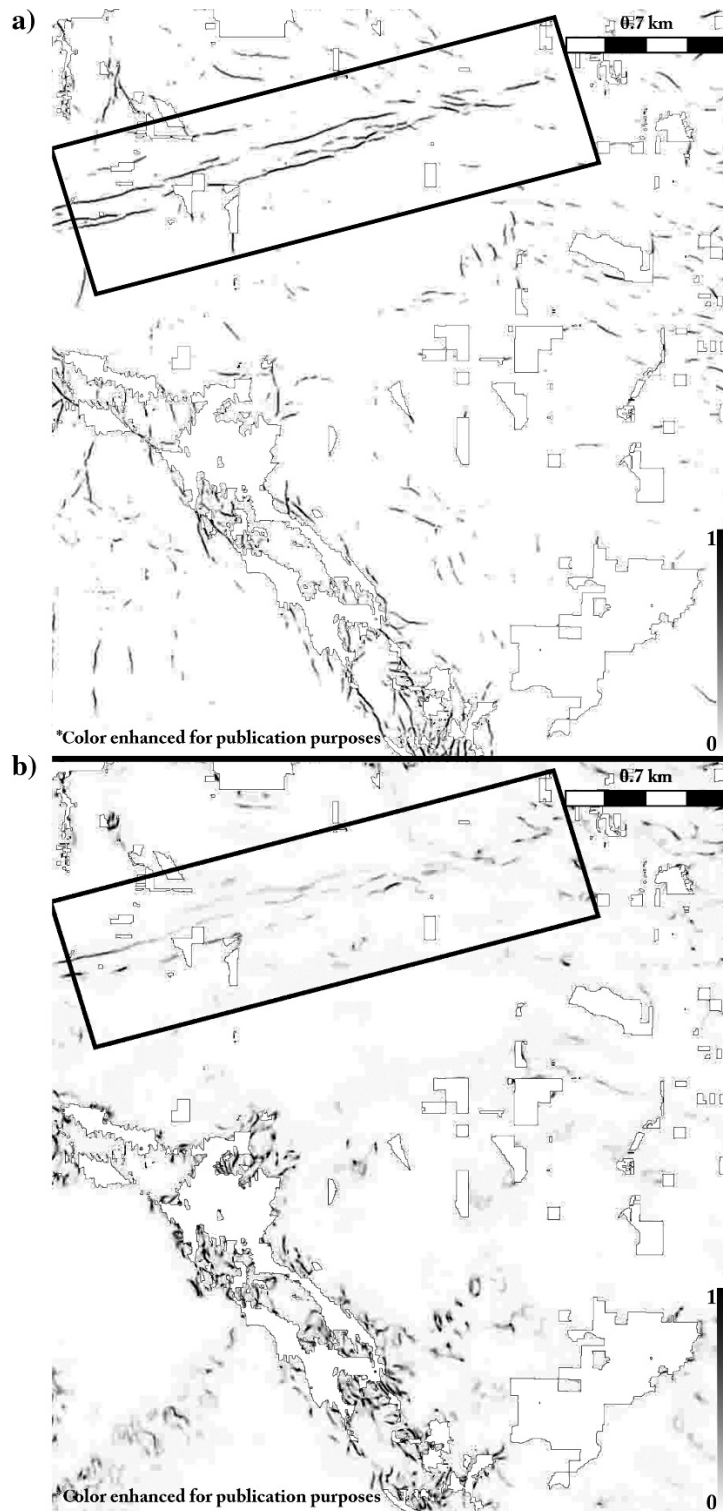 a)
0.7 km
1
0
*Color enhanced for publication purposes
b)
0.7 km
1
0
*Color enhanced for publication purposes